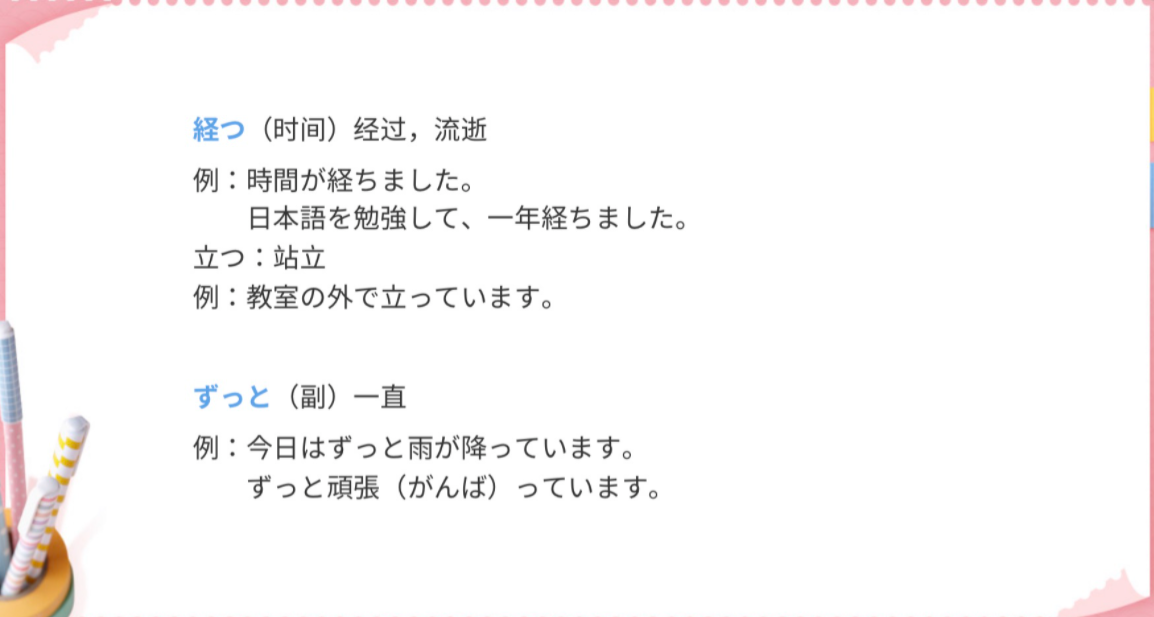 経つ（时间）经过，流逝
例：時間が経ちました。
日本語を勉強して、一年経ちました。
立つ：站立
例：教室の外で立っています。
ずっと（副）一直
例：今日はずっと雨が降っています。
ずっと頑張（がんば）っています。